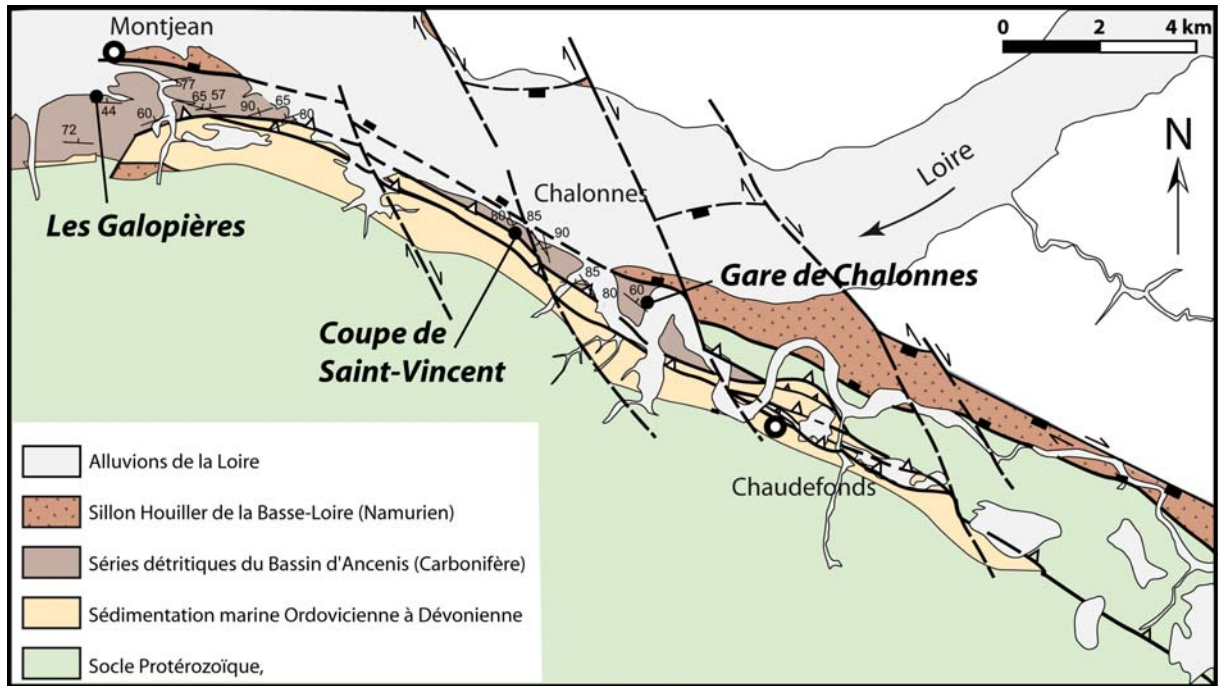 Montjean
0 2 4 km
77
65 57
44
60
90
65
80
72
N
Loire
Les Galopières
Chalonnes
80 85
90
Gare de Chalonnes
85
80
60
Coupe de
Saint-Vincent
Chaudefonds
Alluvions de la Loire
Sillon Houiller de la Basse-Loire (Namurien)
Séries détritiques du Bassin d'Ancenis (Carbonifère)
Sédimentation marine Ordovicienne à Dévonienne
Socle Protérozoïque,